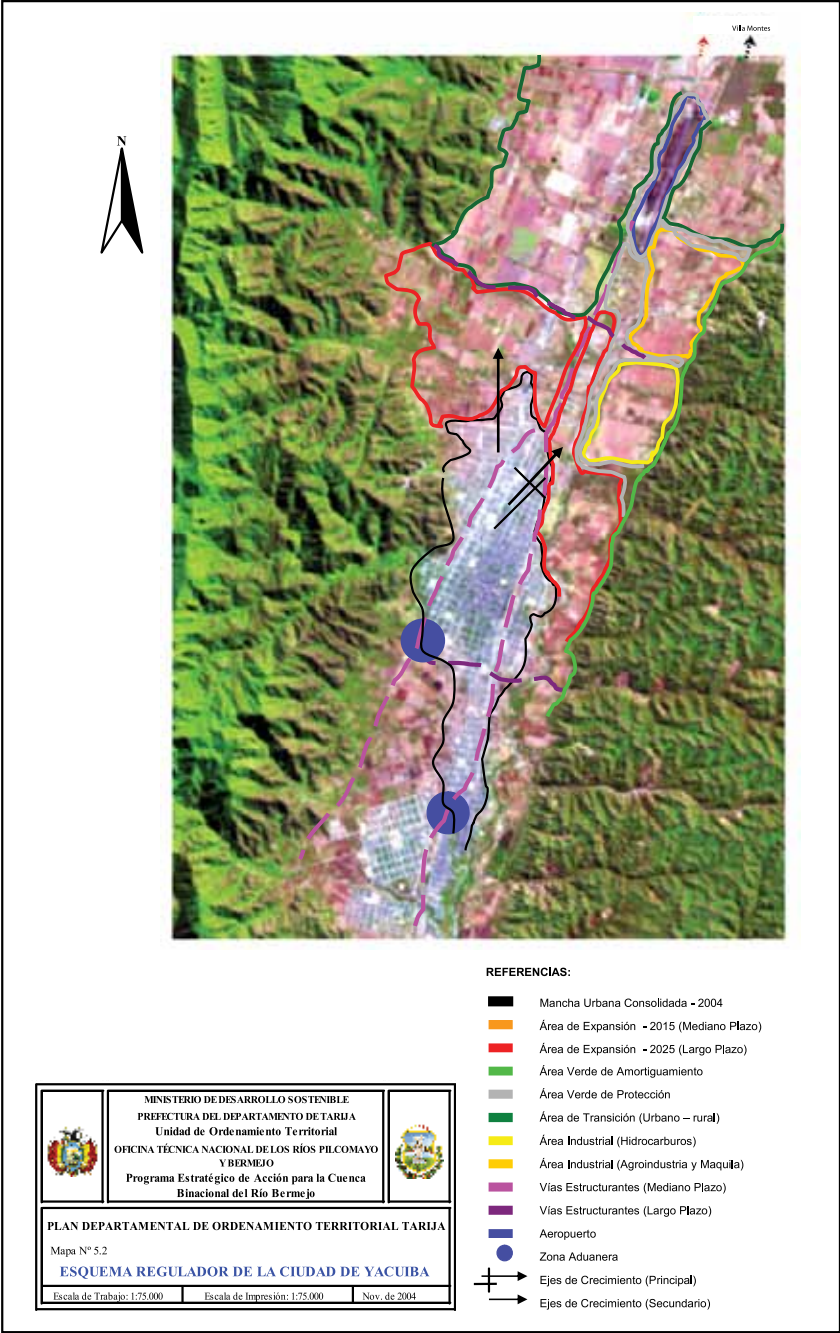 Villa Montes
N
REFERENCIAS:
Mancha Urbana Consolidada - 2004
Área de Expansión - 2015 (Mediano Plazo)
Área de Expansión - 2025 (Largo Plazo)
Área Verde de Amortiguamiento
Área Verde de Protección
Área de Transición (Urbano – rural)
Área Industrial (Hidrocarburos)
Área Industrial (Agroindustria y Maquila)
Vías Estructurantes (Mediano Plazo)
Vías Estructurantes (Largo Plazo)
Aeropuerto
Zona Aduanera
Ejes de Crecimiento (Principal)
Ejes de Crecimiento (Secundario)
MINISTERIO DE DESARROLLO SOSTENIBLE
PREFECTURA DEL DEPARTAMENTO DE TARIJA
Unidad de Ordenamiento Territorial
OFICINA TÉCNICA NACIONAL DE LOS RÍOS PILCOMAYO
Y BERMEJO
Programa Estratégico de Acción para la Cuenca
Binacional del Río Bermejo
PLAN DEPARTAMENTAL DE ORDENAMIENTO TERRITORIAL TARIJA
Mapa Nº 5.2
ESQUEMA REGULADOR DE LA CIUDAD DE YACUIBA
Escala de Trabajo: 1:75.000
Escala de Impresión: 1:75.000
Nov. de 2004